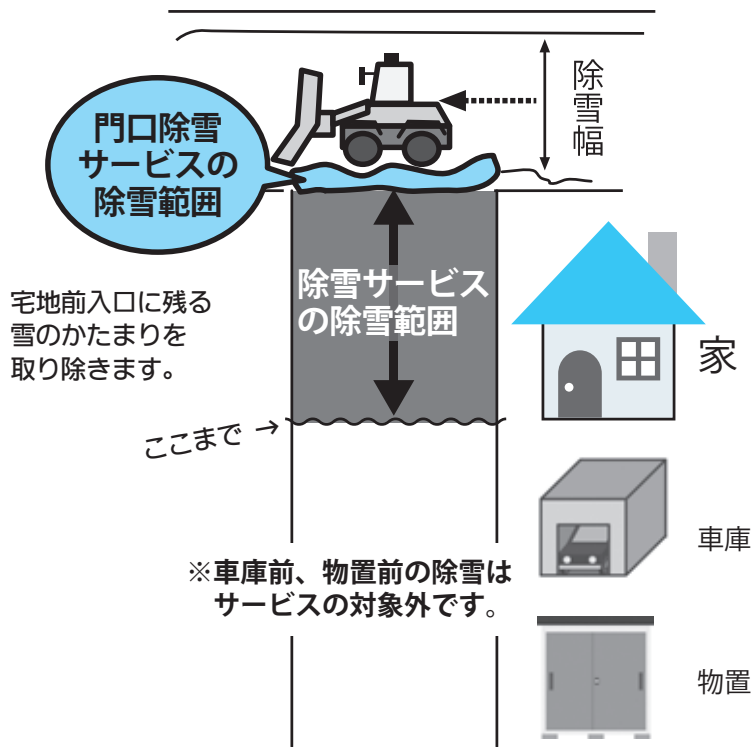 除雪幅
門口除雪
サービスの
除雪範囲
除雪サービス
の除雪範囲
宅地前入口に残る
雪のかたまりを
取り除きます。
家
ここまで→
車庫
※車庫前、物置前の除雪は
サービスの対象外です。
物置